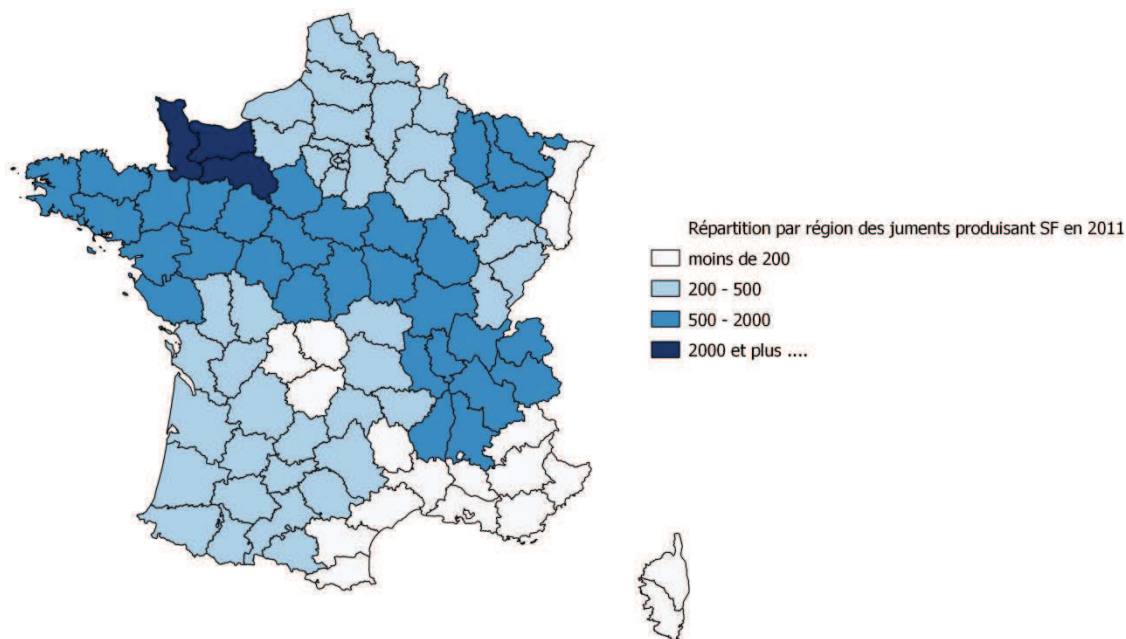 Répartition par région des juments produisant SF en 2011
moins de 200
200 - 500
500 - 2000
2000 et plus ....